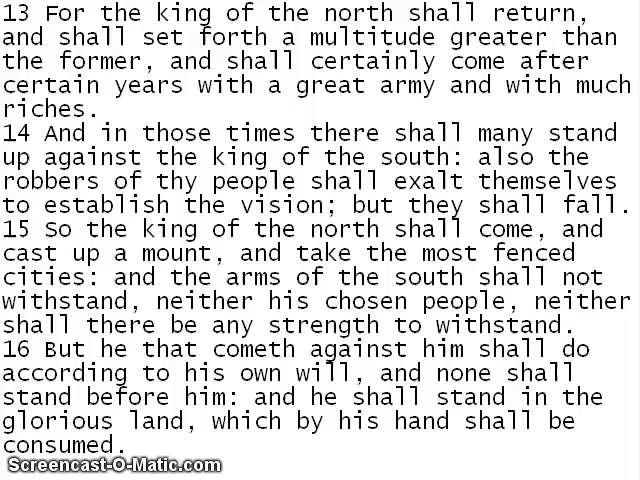 13 For the king of the north shall return,
and shall set forth a multitude greater than
the former, and shall certainly come after
certain years with a great army and with much
riches.
14 And in those times there shall many stand
up against the king of the south: also the
robbers of thy people shall exalt themselves
to establish the vision; but they shall fall.
15 So the king of the north shall come, and
cast up a mount, and take the most fenced
cities: and the arms of the south shall not
withstand, neither his chosen people, neither
shall there be any strength to withstand.
16 But he that cometh against him shall do
according to his own will, and none shall
stand before him: and he shall stand in the
glorious land, which by his hand shall be
consumed.
Screencast-O-Matic.com